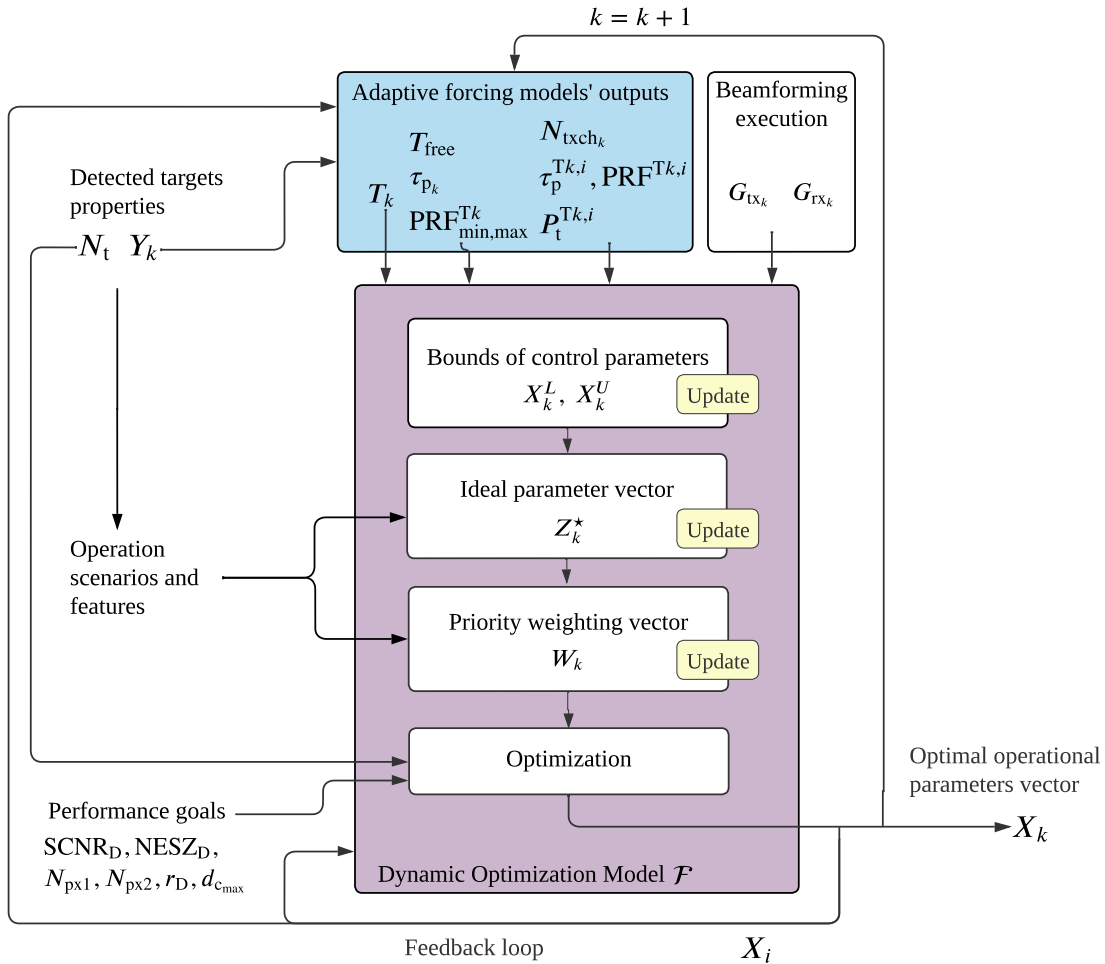 k = k + 1
Adaptive forcing models' outputs
T_free
N_txch_k
τ_p_k
τ_p^{Tk,i}, PRF^{Tk,i}
T_k
PRF_{min,max}^{Tk}
P_t^{Tk,i}
Beamforming
execution
G_tx_k G_rx_k
Detected targets
properties
N_t Y_k
Bounds of control parameters
X_k^L, X_k^U
Update
Ideal parameter vector
Z_k^⋆
Update
Operation
scenarios and
features
Priority weighting vector
W_k
Update
Optimization
Optimal operational
parameters vector
X_k
Performance goals
SCNR_D, NESZ_D,
N_px1, N_px2, r_D, d_c_max
Dynamic Optimization Model ℱ
Feedback loop
X_i